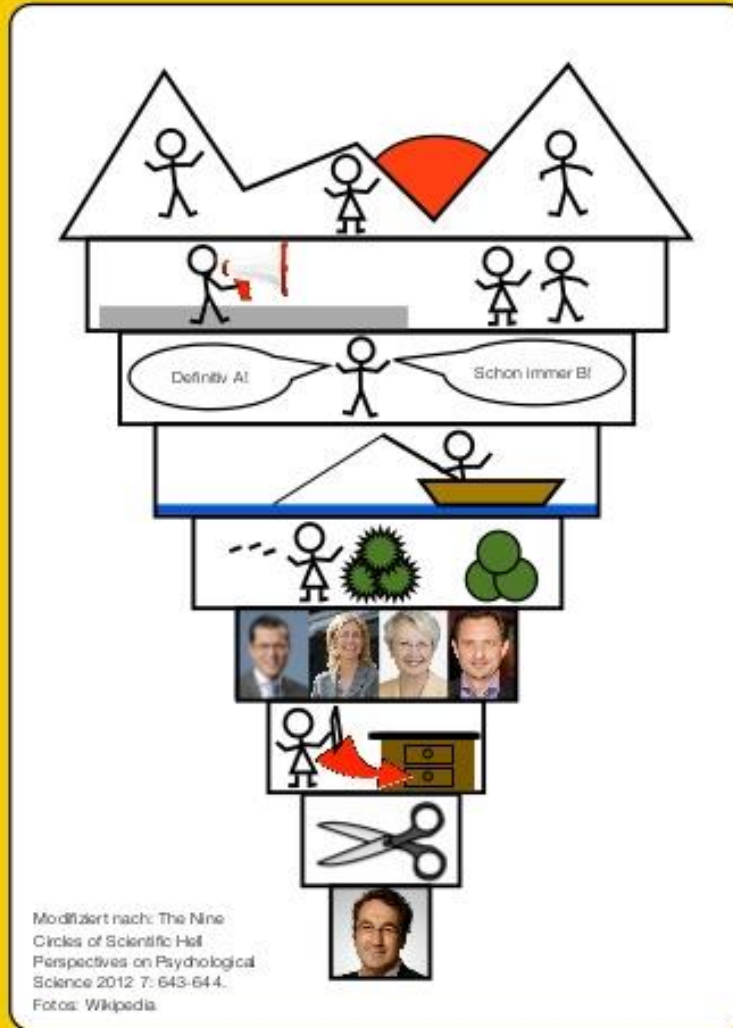 Definitiv A!
Schon immer B!
Modifiziert nach: The Nine
Circles of Scientific Hell
Perspectives on Psychological
Science 2012 7: 643-644.
Fotos: Wikipedia